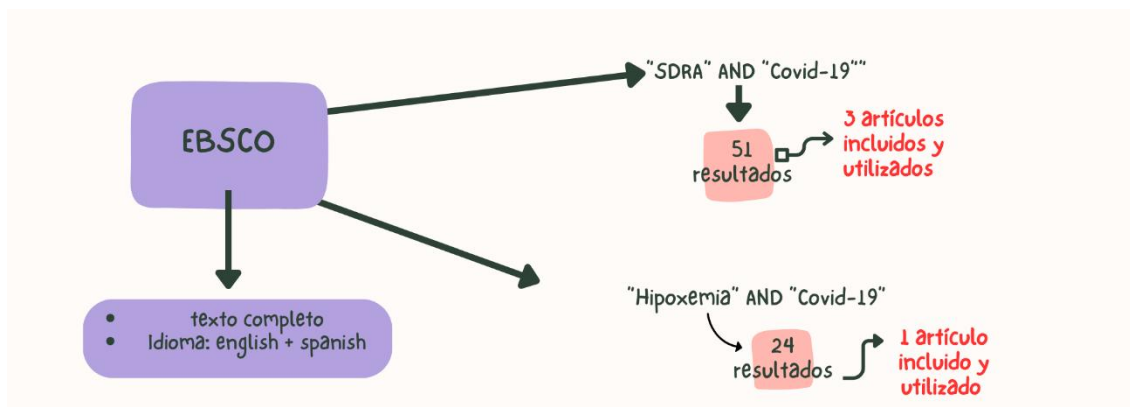 EBSCO
• texto completo
• Idioma: english + spanish
"SDRA" AND "Covid-19""
51
resultados
3 artículos
incluidos y
utilizados
"Hipoxemia" AND "Covid-19"
24
resultados
1 artículo
incluido y
utilizado